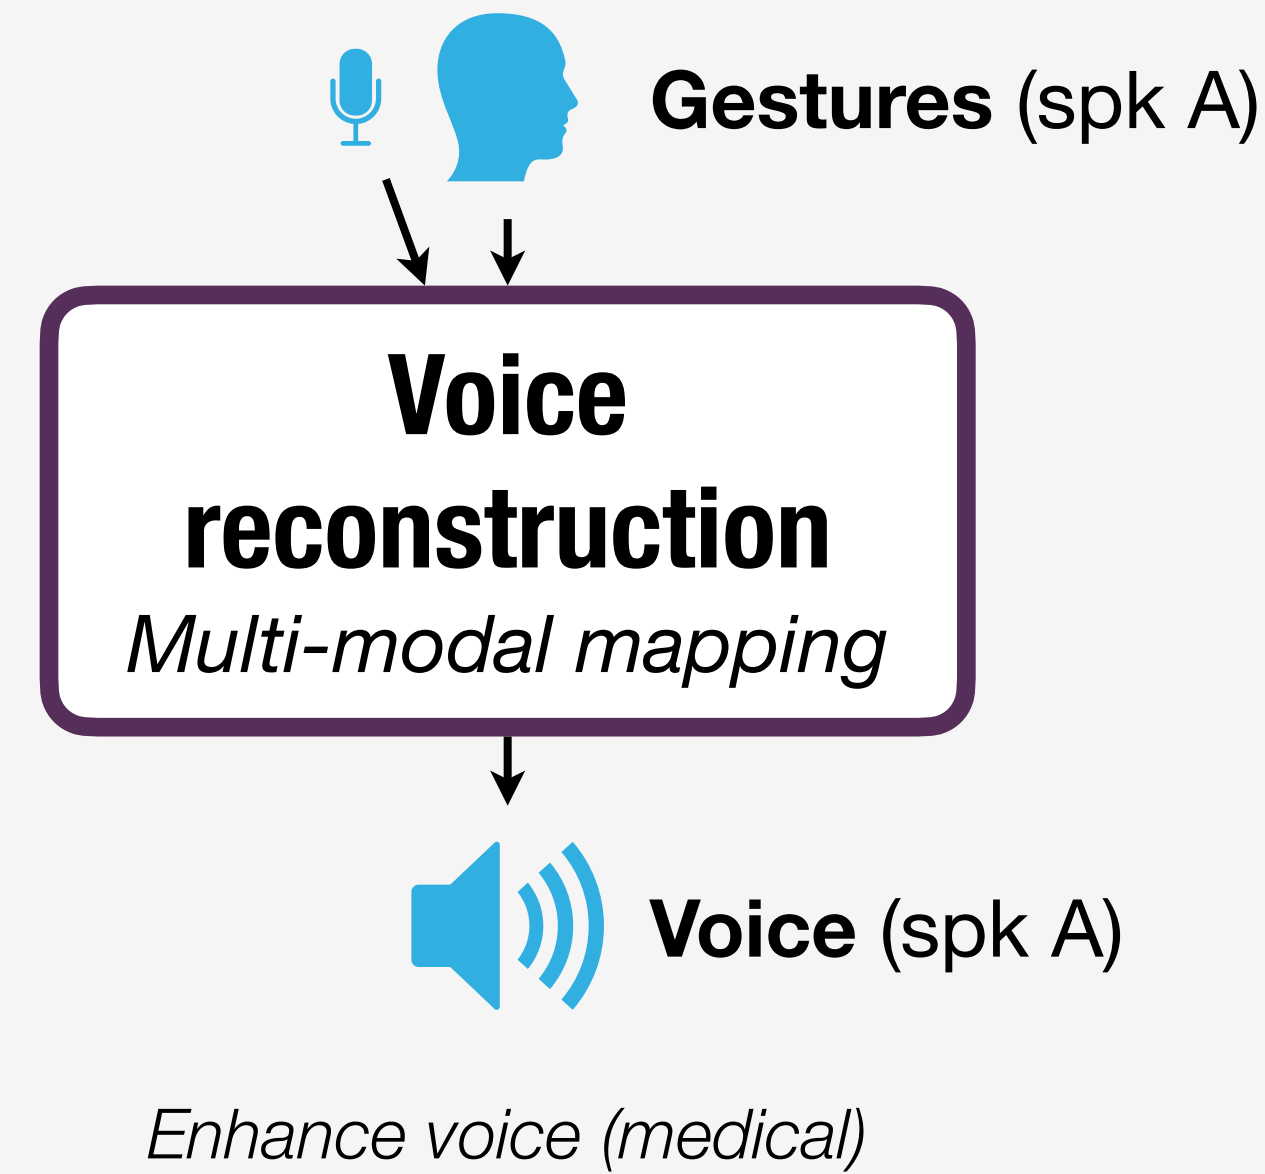 Gestures (spk A)
Voice
reconstruction
Multi-modal mapping
Voice (spk A)
Enhance voice (medical)